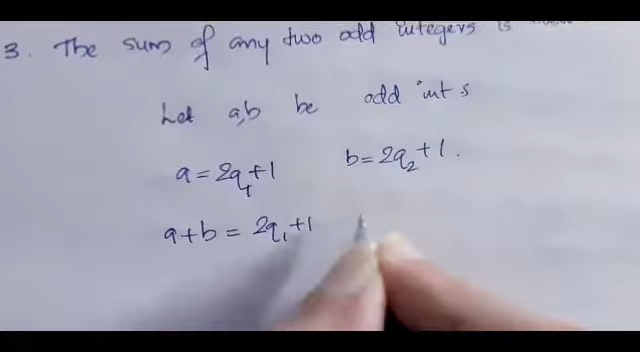 3. The sum of any two odd integers is
Let a,b be odd int s
a = 2q₁+1 b = 2q₂+1.
a+b = 2q₁+1